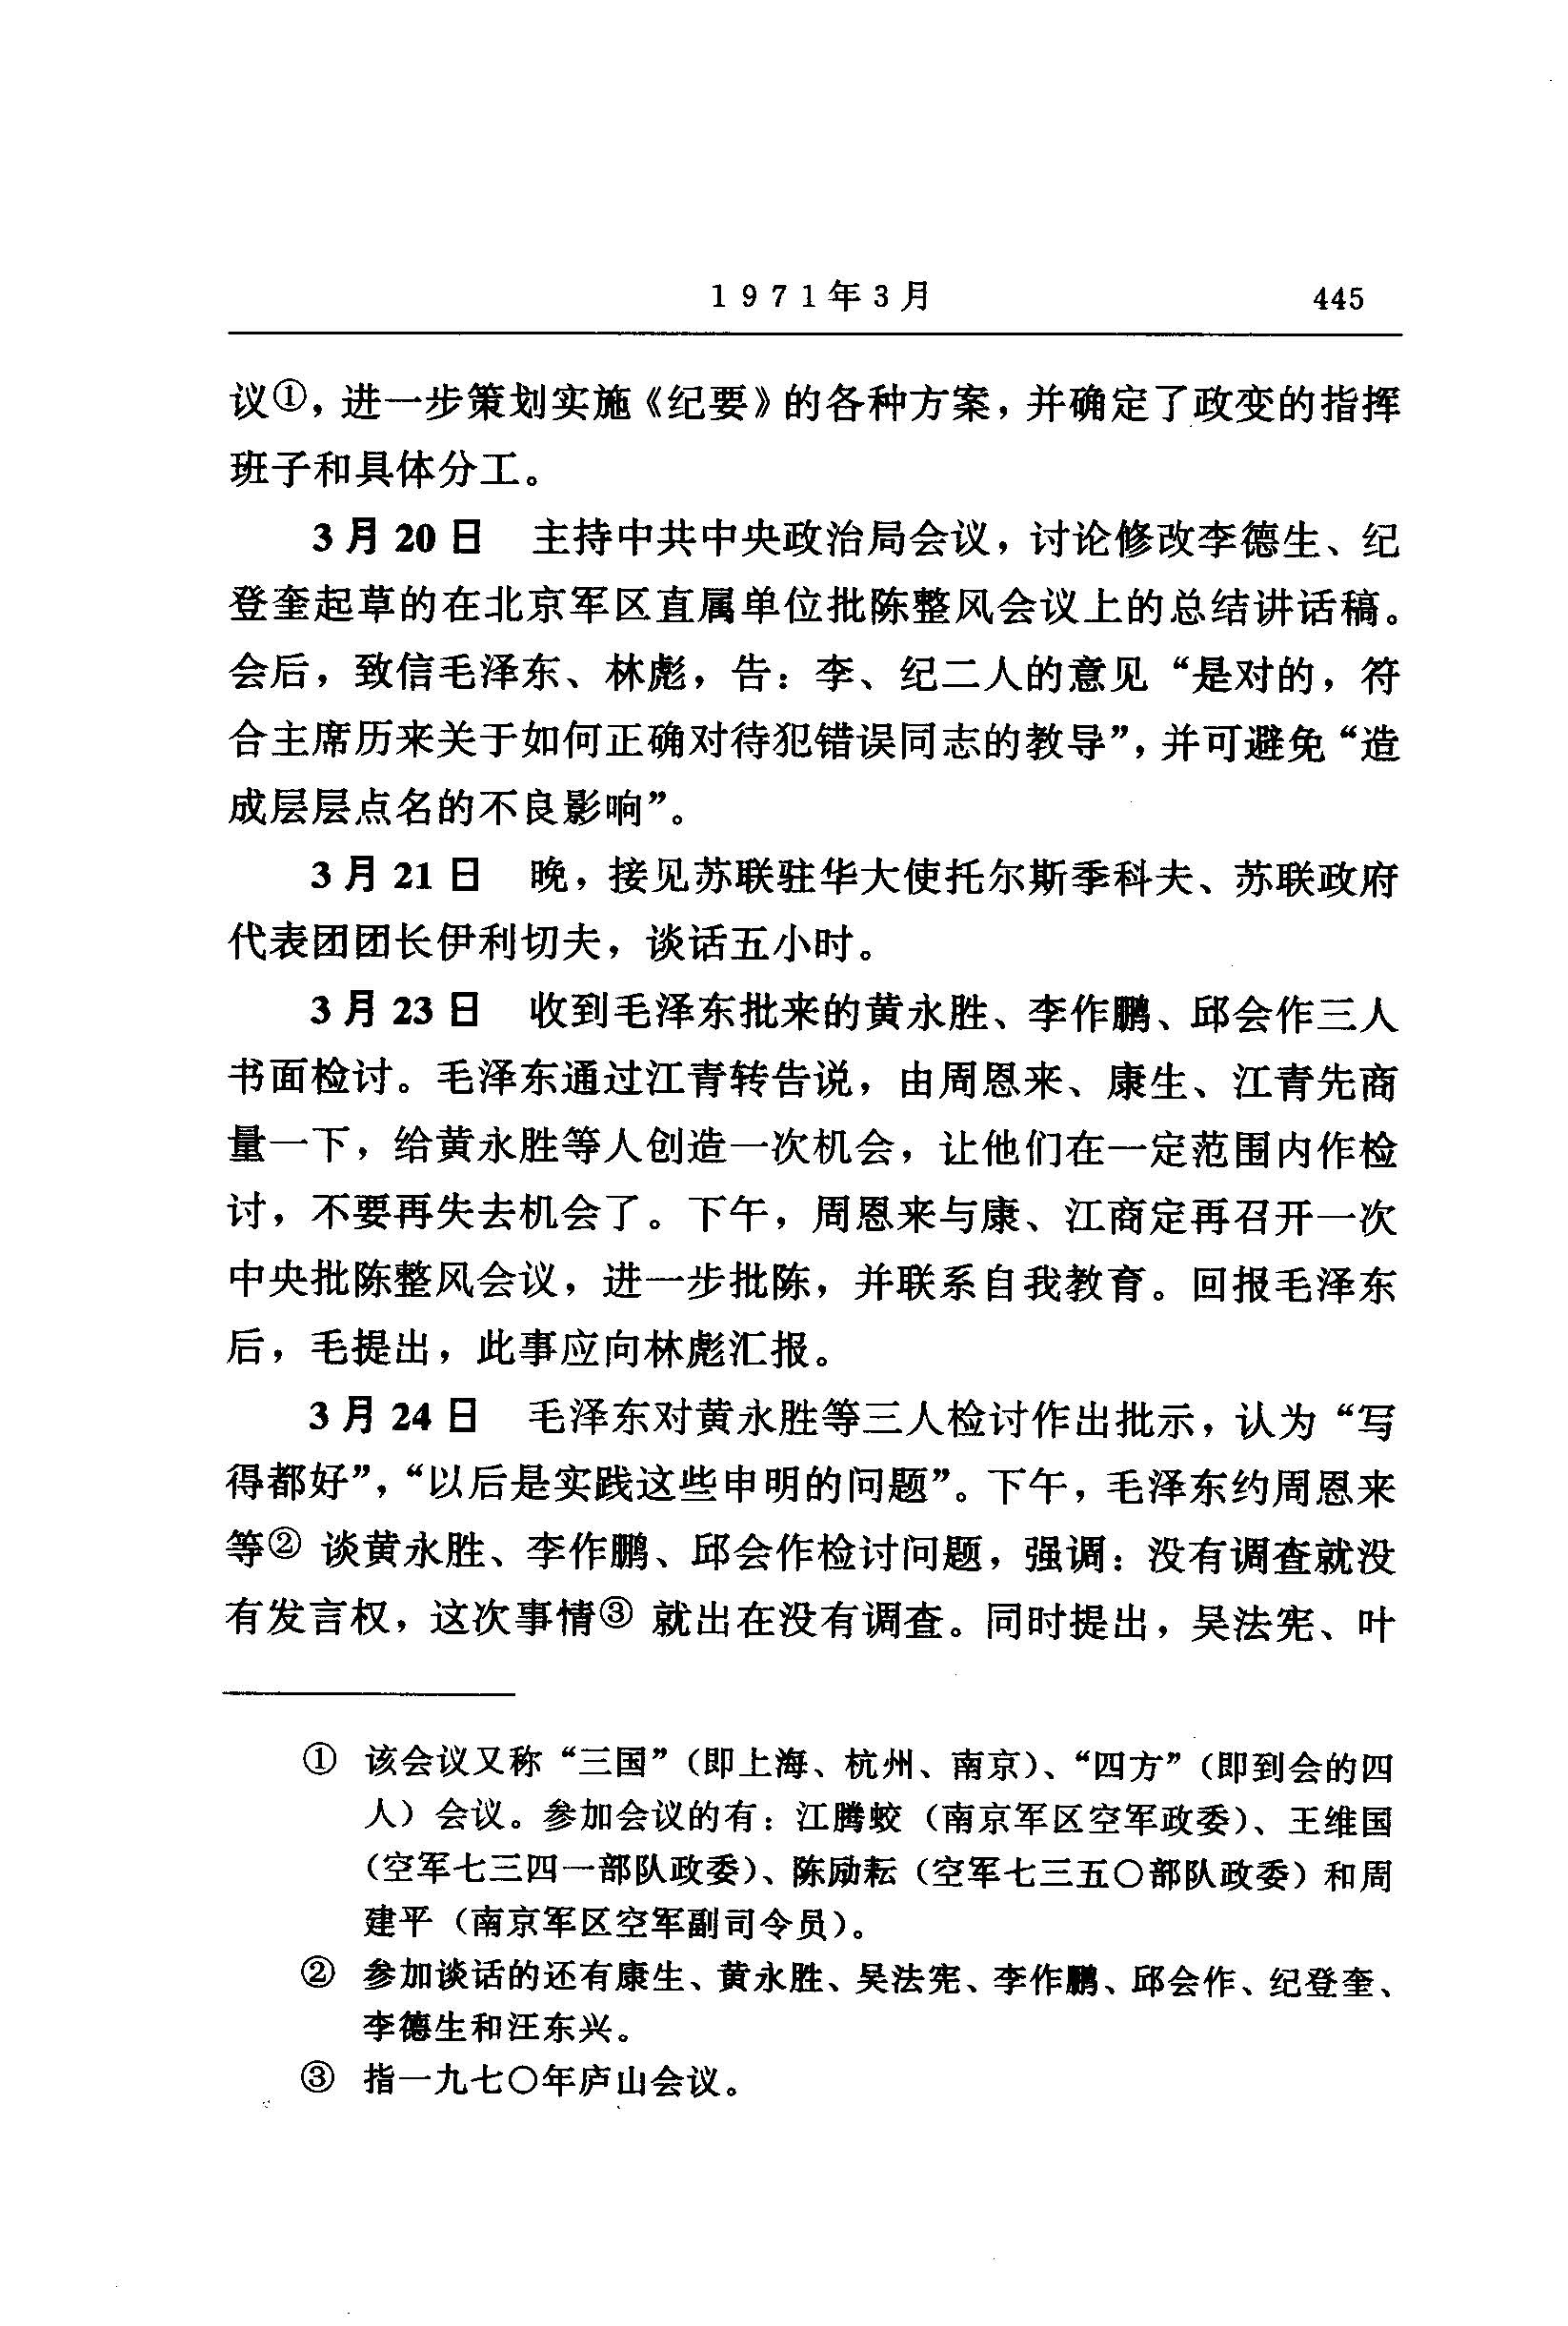 1971年3月 445
议①，进一步策划实施《纪要》的各种方案，并确定了政变的指挥
班子和具体分工。
3月20日 主持中共中央政治局会议，讨论修改李德生、纪
登奎起草的在北京军区直属单位批陈整风会议上的总结讲话稿。
会后，致信毛泽东、林彪，告：李、纪二人的意见“是对的，符
合主席历来关于如何正确对待犯错误同志的教导”，并可避免“造
成层层点名的不良影响”。
3月21日 晚，接见苏联驻华大使托尔斯季科夫、苏联政府
代表团团长伊利切夫，谈话五小时。
3月23日 收到毛泽东批来的黄永胜、李作鹏、邱会作三人
书面检讨。毛泽东通过江青转告说，由周恩来、康生、江青先商
量一下，给黄永胜等人创造一次机会，让他们在一定范围内作检
讨，不要再失去机会了。下午，周恩来与康、江商定再召开一次
中央批陈整风会议，进一步批陈，并联系自我教育。回报毛泽东
后，毛提出，此事应向林彪汇报。
3月24日 毛泽东对黄永胜等三人检讨作出批示，认为“写
得都好”，“以后是实践这些申明的问题”。下午，毛泽东约周恩来
等② 谈黄永胜、李作鹏、邱会作检讨问题，强调：没有调查就没
有发言权，这次事情③ 就出在没有调查。同时提出，吴法宪、叶
① 该会议又称“三国”（即上海、杭州、南京）、“四方”（即到会的四
人）会议。参加会议的有：江腾蛟（南京军区空军政委）、王维国
（空军七三四一部队政委）、陈励耘（空军七三五〇部队政委）和周
建平（南京军区空军副司令员）。
② 参加谈话的还有康生、黄永胜、吴法宪、李作鹏、邱会作、纪登奎、
李德生和汪东兴。
③ 指一九七〇年庐山会议。